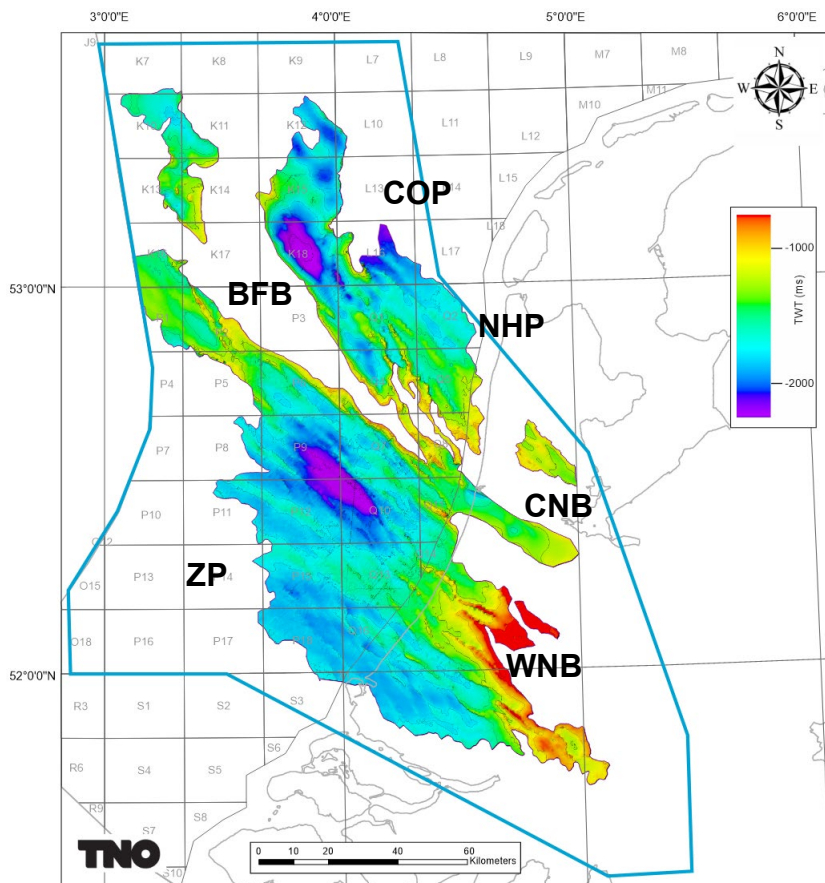 3°0'0"E 4°0'0"E 5°0'0"E 6°0'0"E
J9 K7 K8 K9 L7 L8 L9 M7 M8
N
W E
S
M11
M10
K11 K12 L10 L11 L12
K13 K14 L13 COP L15
L18
K17 K18 L17
53°0'0"N
BFB P3 NHP
TWT (ms)
-1000
-2000
P4 P5
P7 P8 P9
CNB
P10 P11 Q10
ZP
O15 P13
O18 P16 P17
WNB
52°0'0"N
R3 S1 S2 S3
S6
R6 S4 S5
R9 S8
S7
S10
TNO
0 10 20 40 60
Kilometers